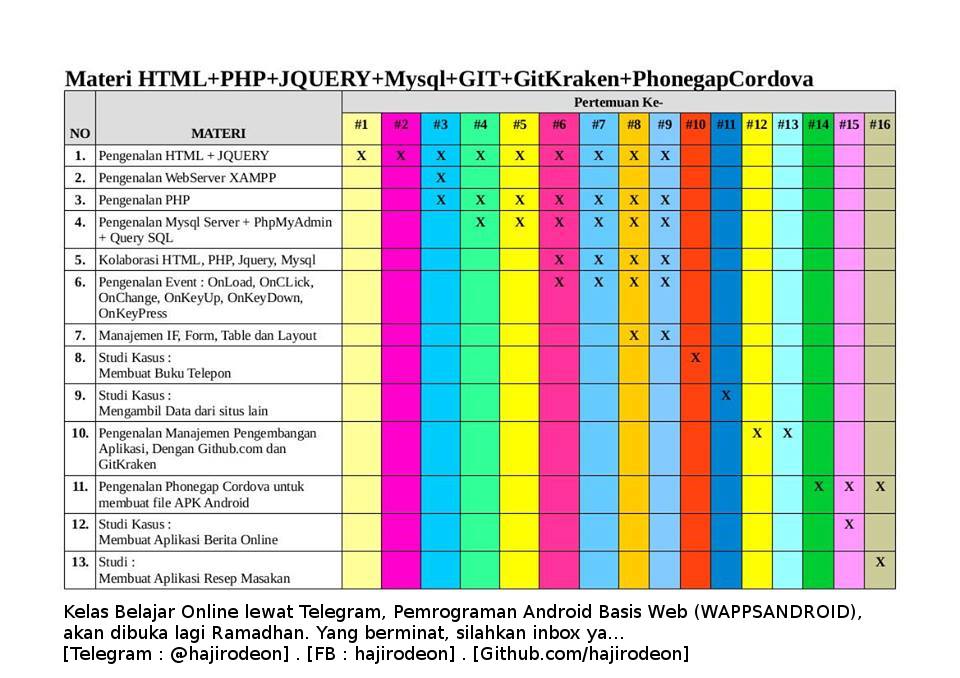 Materi HTML+PHP+JQUERY+Mysql+GIT+GitKraken+PhonegapCordova
NO MATERI Pertemuan Ke-
#1 #2 #3 #4 #5 #6 #7 #8 #9 #10 #11 #12 #13 #14 #15 #16
1. Pengenalan HTML + JQUERY X X X X X X X X X
2. Pengenalan WebServer XAMPP X
3. Pengenalan PHP X X X X X X X
4. Pengenalan Mysql Server + PhpMyAdmin X X X X X X
+ Query SQL
5. Kolaborasi HTML, PHP, Jquery, Mysql X X X X
6. Pengenalan Event : OnLoad, OnCLick, X X X X
OnChange, OnKeyUp, OnKeyDown,
OnKeyPress
7. Manajemen IF, Form, Table dan Layout X X
8. Studi Kasus : X
Membuat Buku Telepon
9. Studi Kasus : X
Mengambil Data dari situs lain
10. Pengenalan Manajemen Pengembangan X X
Aplikasi, Dengan Github.com dan
GitKraken
11. Pengenalan Phonegap Cordova untuk X X X
membuat file APK Android
12. Studi Kasus : X
Membuat Aplikasi Berita Online
13. Studi : X
Membuat Aplikasi Resep Masakan
Kelas Belajar Online lewat Telegram, Pemrograman Android Basis Web (WAPPSANDROID),
akan dibuka lagi Ramadhan. Yang berminat, silahkan inbox ya...
[Telegram : @hajirodeon] . [FB : hajirodeon] . [Github.com/hajirodeon]